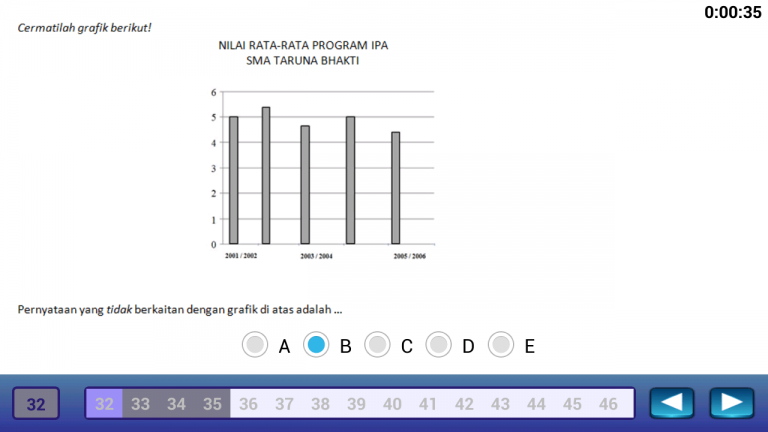 0:00:35
Cermatilah grafik berikut!
NILAI RATA-RATA PROGRAM IPA
SMA TARUNA BHAKTI
6
5
4
3
2
1
0
2001 / 2002 2003 / 2004 2005 / 2006
Pernyataan yang tidak berkaitan dengan grafik di atas adalah ...
A B C D E
32 32 33 34 35 36 37 38 39 40 41 42 43 44 45 46